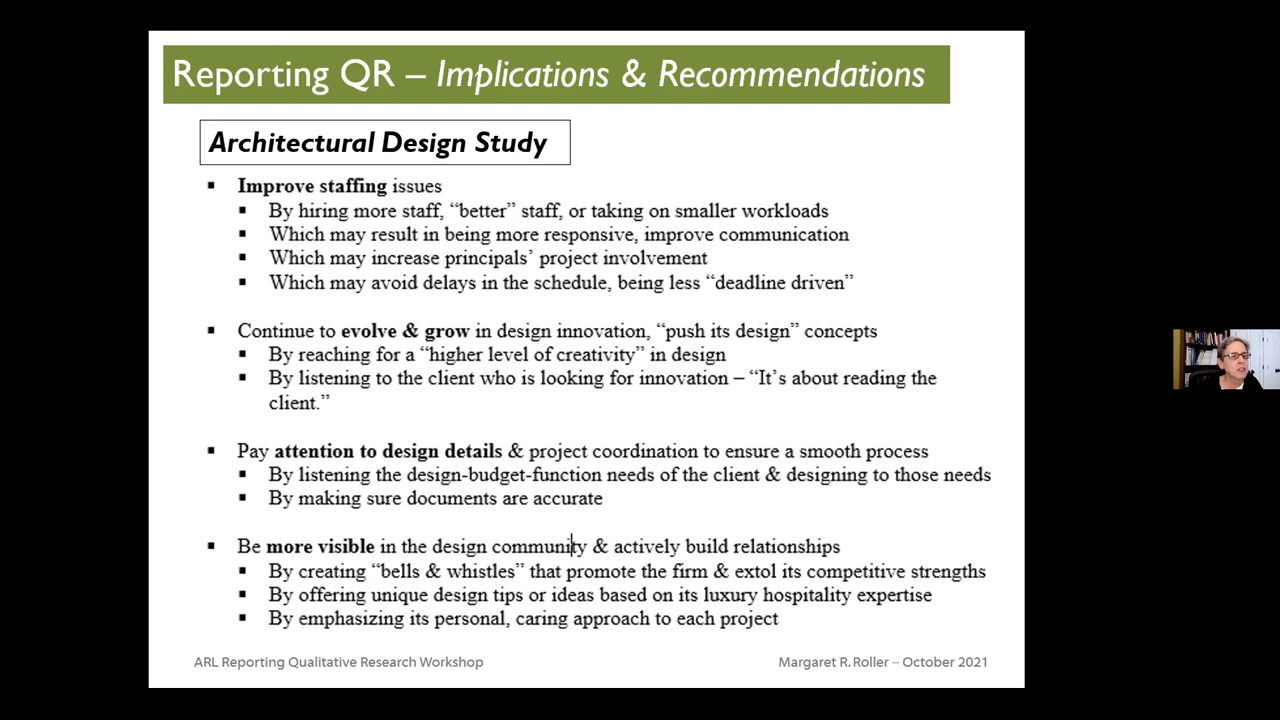 Reporting QR – Implications & Recommendations
Architectural Design Study
▪ Improve staffing issues
▪ By hiring more staff, “better” staff, or taking on smaller workloads
▪ Which may result in being more responsive, improve communication
▪ Which may increase principals’ project involvement
▪ Which may avoid delays in the schedule, being less “deadline driven”
▪ Continue to evolve & grow in design innovation, “push its design” concepts
▪ By reaching for a “higher level of creativity” in design
▪ By listening to the client who is looking for innovation – “It’s about reading the
client.”
▪ Pay attention to design details & project coordination to ensure a smooth process
▪ By listening the design-budget-function needs of the client & designing to those needs
▪ By making sure documents are accurate
▪ Be more visible in the design community & actively build relationships
▪ By creating “bells & whistles” that promote the firm & extol its competitive strengths
▪ By offering unique design tips or ideas based on its luxury hospitality expertise
▪ By emphasizing its personal, caring approach to each project
ARL Reporting Qualitative Research Workshop
Margaret R. Roller – October 2021